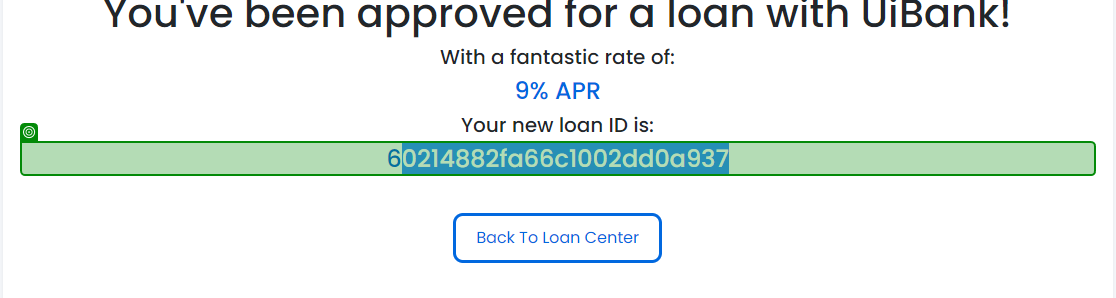 You've been approved for a loan with UiBank!
With a fantastic rate of:
9% APR
Your new loan ID is:
60214882fa66c1002dd0a937
Back To Loan Center